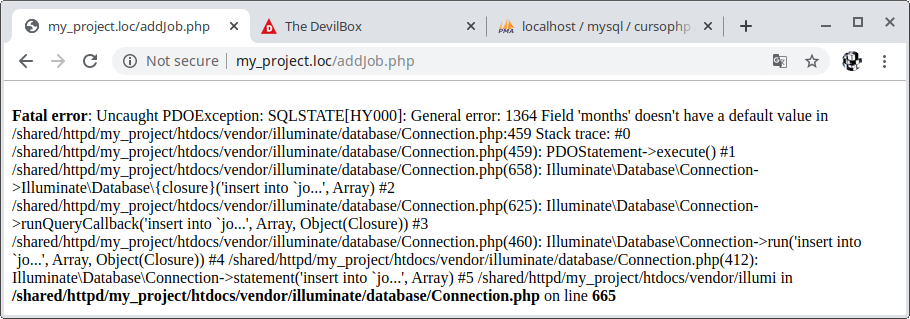 my_project.loc/addJob.php
The DevilBox
PMA
localhost / mysql / cursophp
Not secure my_project.loc/addJob.php
Fatal error: Uncaught PDOException: SQLSTATE[HY000]: General error: 1364 Field 'months' doesn't have a default value in
/shared/httpd/my_project/htdocs/vendor/illuminate/database/Connection.php:459 Stack trace: #0
/shared/httpd/my_project/htdocs/vendor/illuminate/database/Connection.php(459): PDOStatement->execute() #1
/shared/httpd/my_project/htdocs/vendor/illuminate/database/Connection.php(658): Illuminate\Database\Connection-
>Illuminate\Database\{closure}('insert into `jo...', Array) #2
/shared/httpd/my_project/htdocs/vendor/illuminate/database/Connection.php(625): Illuminate\Database\Connection-
>runQueryCallback('insert into `jo...', Array, Object(Closure)) #3
/shared/httpd/my_project/htdocs/vendor/illuminate/database/Connection.php(460): Illuminate\Database\Connection->run('insert into
`jo...', Array, Object(Closure)) #4 /shared/httpd/my_project/htdocs/vendor/illuminate/database/Connection.php(412):
Illuminate\Database\Connection->statement('insert into `jo...', Array) #5 /shared/httpd/my_project/htdocs/vendor/illumi in
/shared/httpd/my_project/htdocs/vendor/illuminate/database/Connection.php on line 665